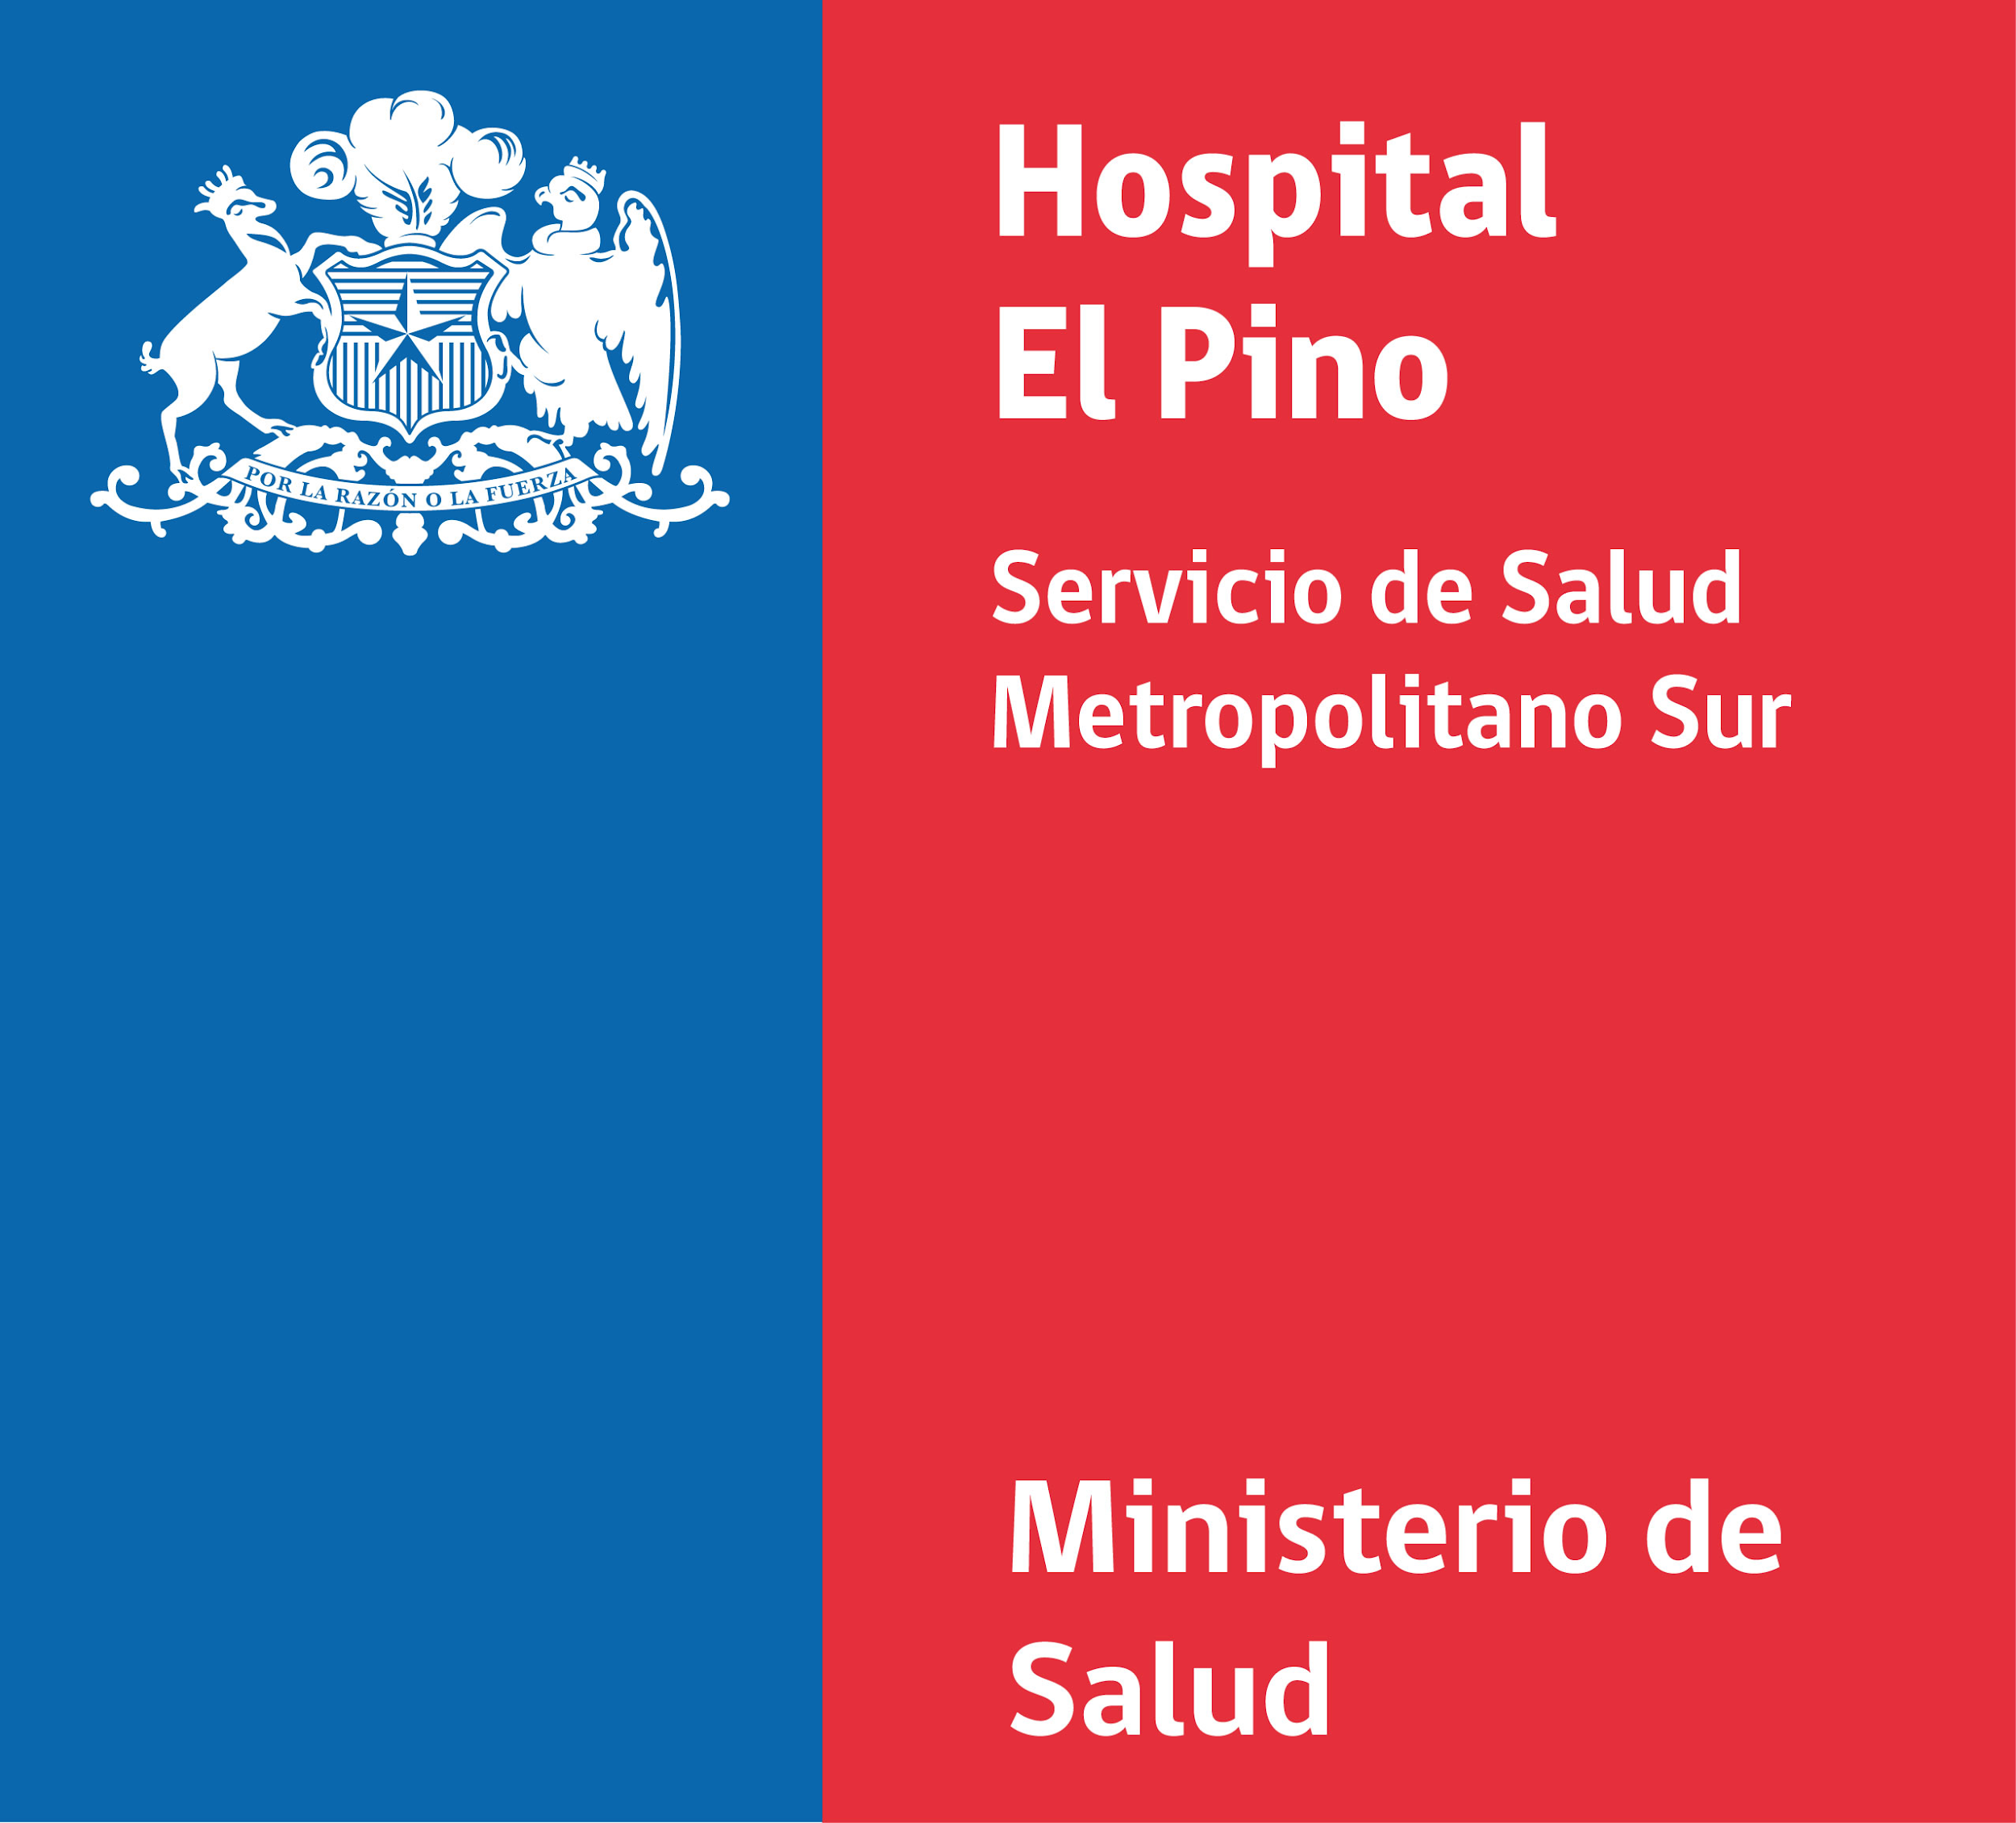 POR LA RAZÓN O LA FUERZA
Hospital
El Pino
Servicio de Salud
Metropolitano Sur
Ministerio de
Salud